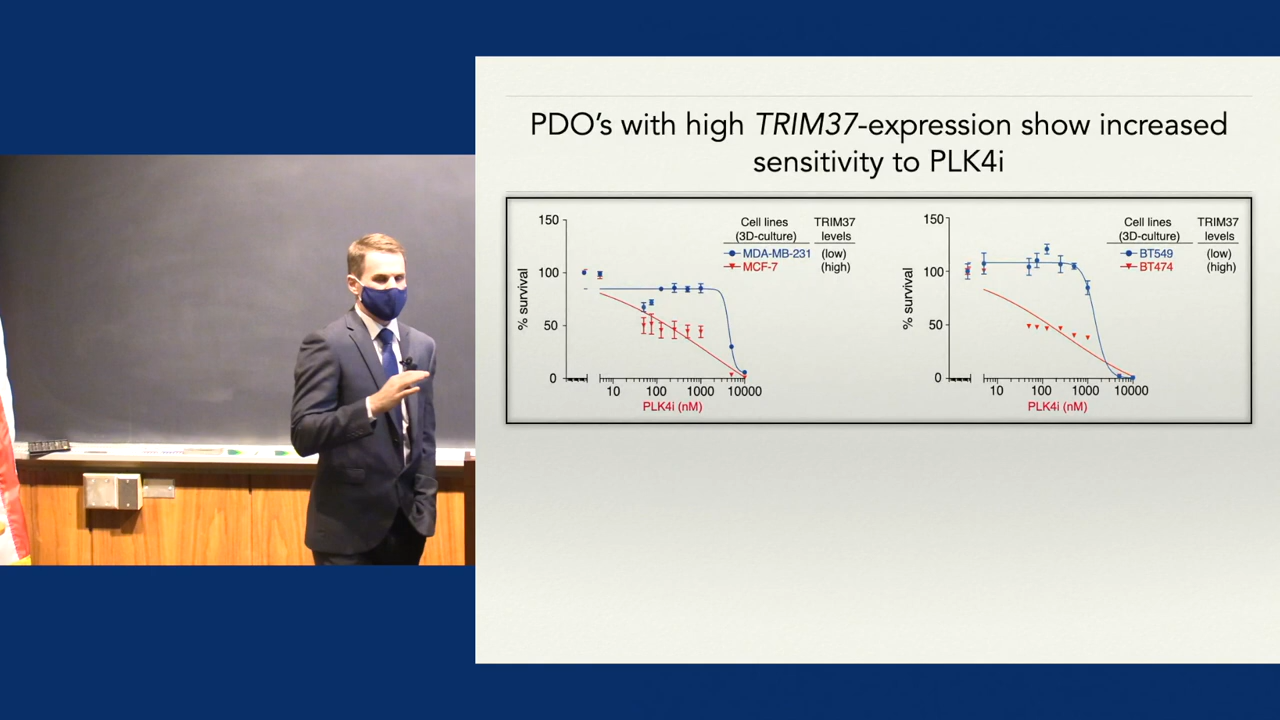 PDO's with high TRIM37-expression show increased
sensitivity to PLK4i
150
100
50
0
% survival
10 100 1000 10000
PLK4i (nM)
Cell lines TRIM37
(3D-culture) levels
MDA-MB-231 (low)
MCF-7 (high)
150
100
50
0
% survival
10 100 1000 10000
PLK4i (nM)
Cell lines TRIM37
(3D-culture) levels
BT549 (low)
BT474 (high)